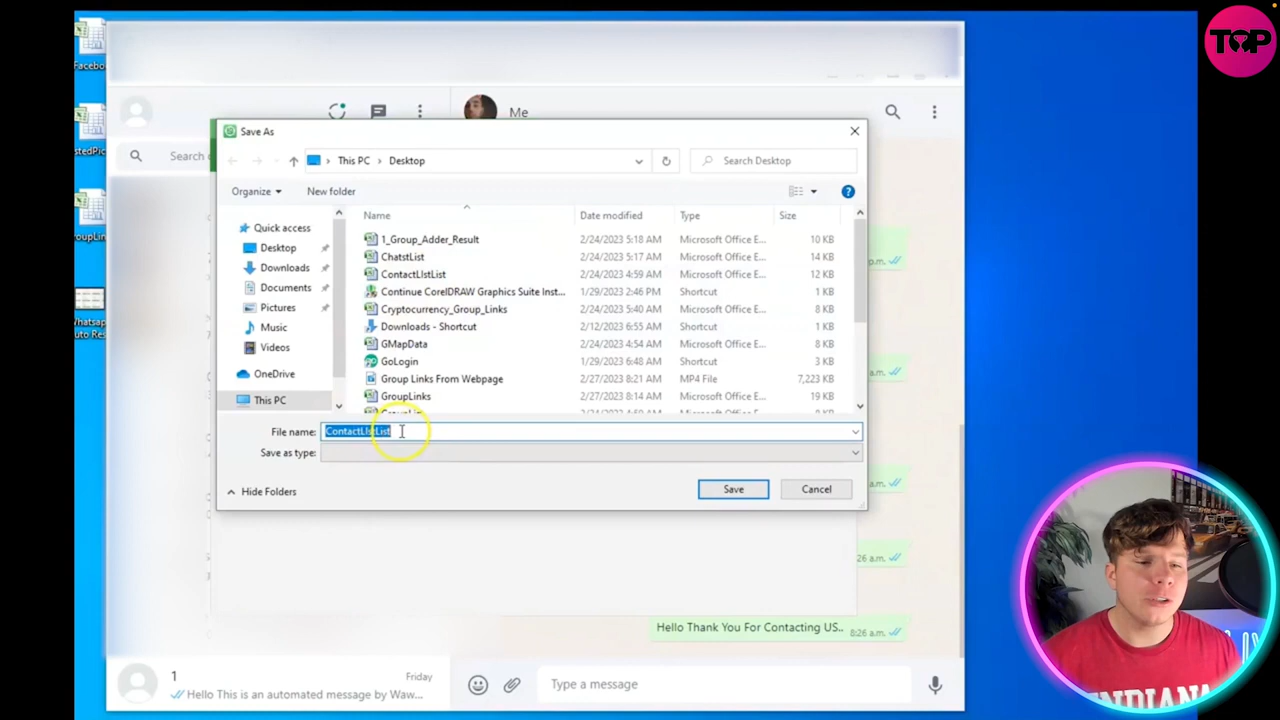 TOP
Facebo
Me
Search
Save As
This PC > Desktop
Search Desktop
Organize
New folder
Name
Date modified
Type
Size
Quick access
Desktop
Downloads
Documents
Pictures
Music
Videos
OneDrive
This PC
1_Group_Adder_Result 2/24/2023 5:18 AM Microsoft Office E... 10 KB
ChatstList 2/24/2023 5:17 AM Microsoft Office E... 14 KB
ContactLIstList 2/24/2023 4:59 AM Microsoft Office E... 12 KB
Continue CorelDRAW Graphics Suite Inst... 1/29/2023 2:46 PM Shortcut 1 KB
Cryptocurrency_Group_Links 2/24/2023 5:40 AM Microsoft Office E... 8 KB
Downloads - Shortcut 2/12/2023 6:55 AM Shortcut 1 KB
GMapData 2/24/2023 4:54 AM Microsoft Office E... 8 KB
GoLogin 1/29/2023 6:48 AM Shortcut 3 KB
Group Links From Webpage 2/27/2023 8:21 AM MP4 File 7,223 KB
GroupLinks 2/27/2023 8:14 AM Microsoft Office E... 19 KB
File name: ContactLIstList
Save as type:
Hide Folders
Save
Cancel
stedPic
roupLin
Whatsap
uto Res
p.m.
a.m.
a.m.
26 a.m.
Hello Thank You For Contacting US.. 8:26 a.m.
1 Friday
Hello This is an automated message by Waw...
Type a message
INDIANA